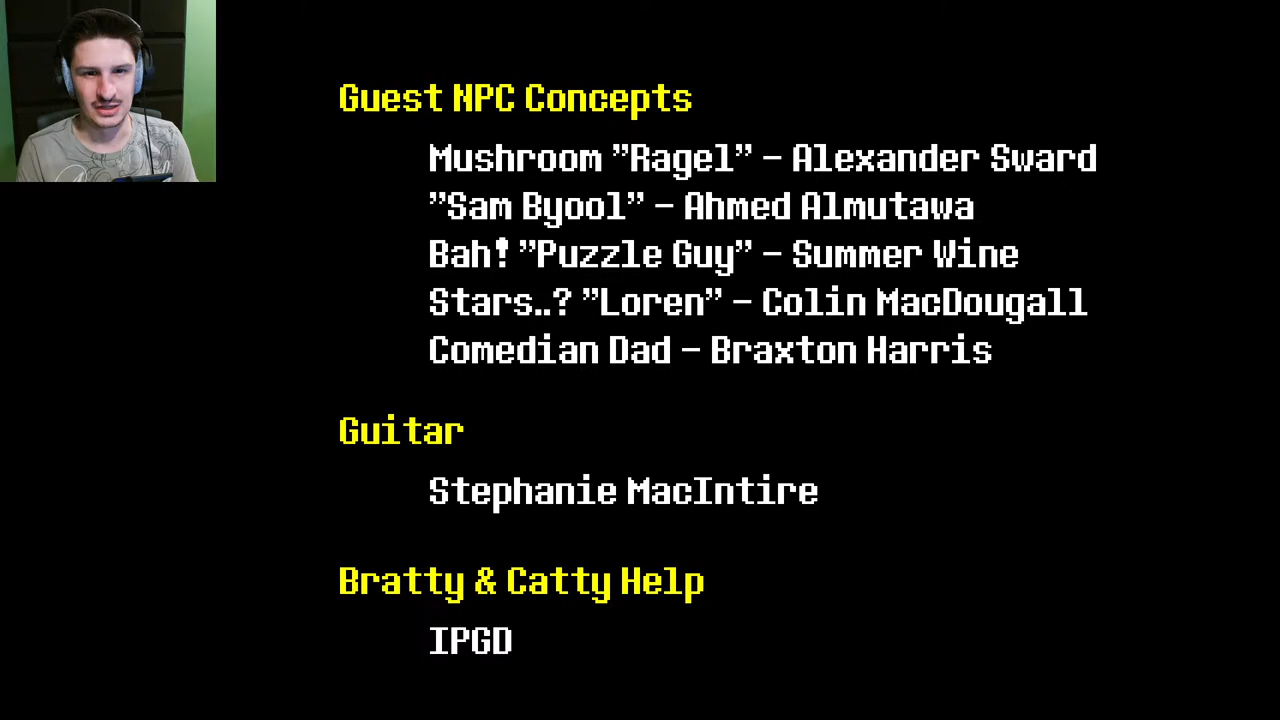 Guest NPC Concepts
Mushroom "Ragel" - Alexander Sward
"Sam Byool" - Ahmed Almutawa
Bah! "Puzzle Guy" - Summer Wine
Stars..? "Loren" - Colin MacDougall
Comedian Dad - Braxton Harris
Guitar
Stephanie MacIntire
Bratty & Catty Help
IPGD